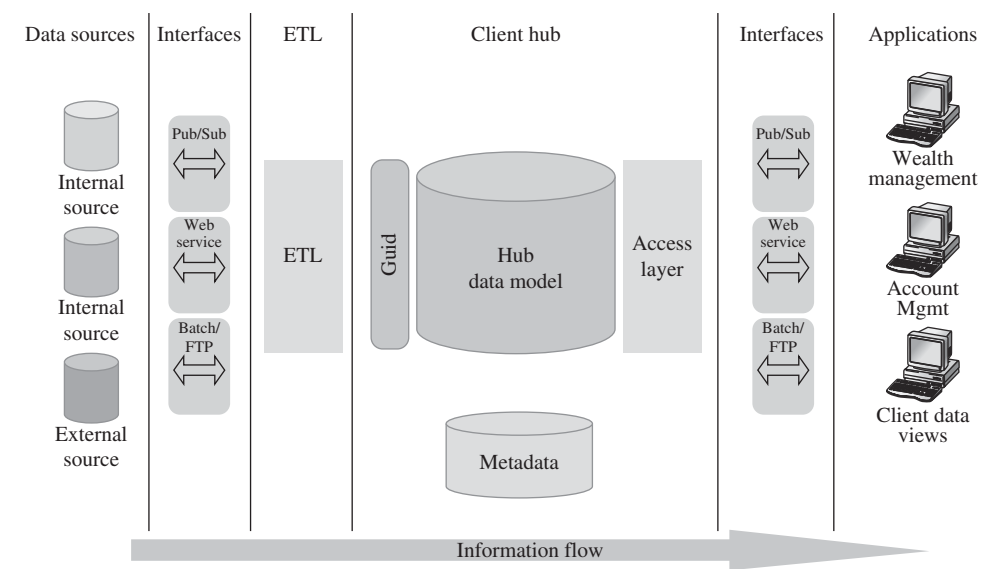 Data sources
Interfaces
ETL
Client hub
Interfaces
Applications
Internal
source
Internal
source
External
source
Pub/Sub
Web
service
Batch/
FTP
ETL
Guid
Hub
data model
Access
layer
Metadata
Pub/Sub
Web
service
Batch/
FTP
Wealth
management
Account
Mgmt
Client data
views
Information flow